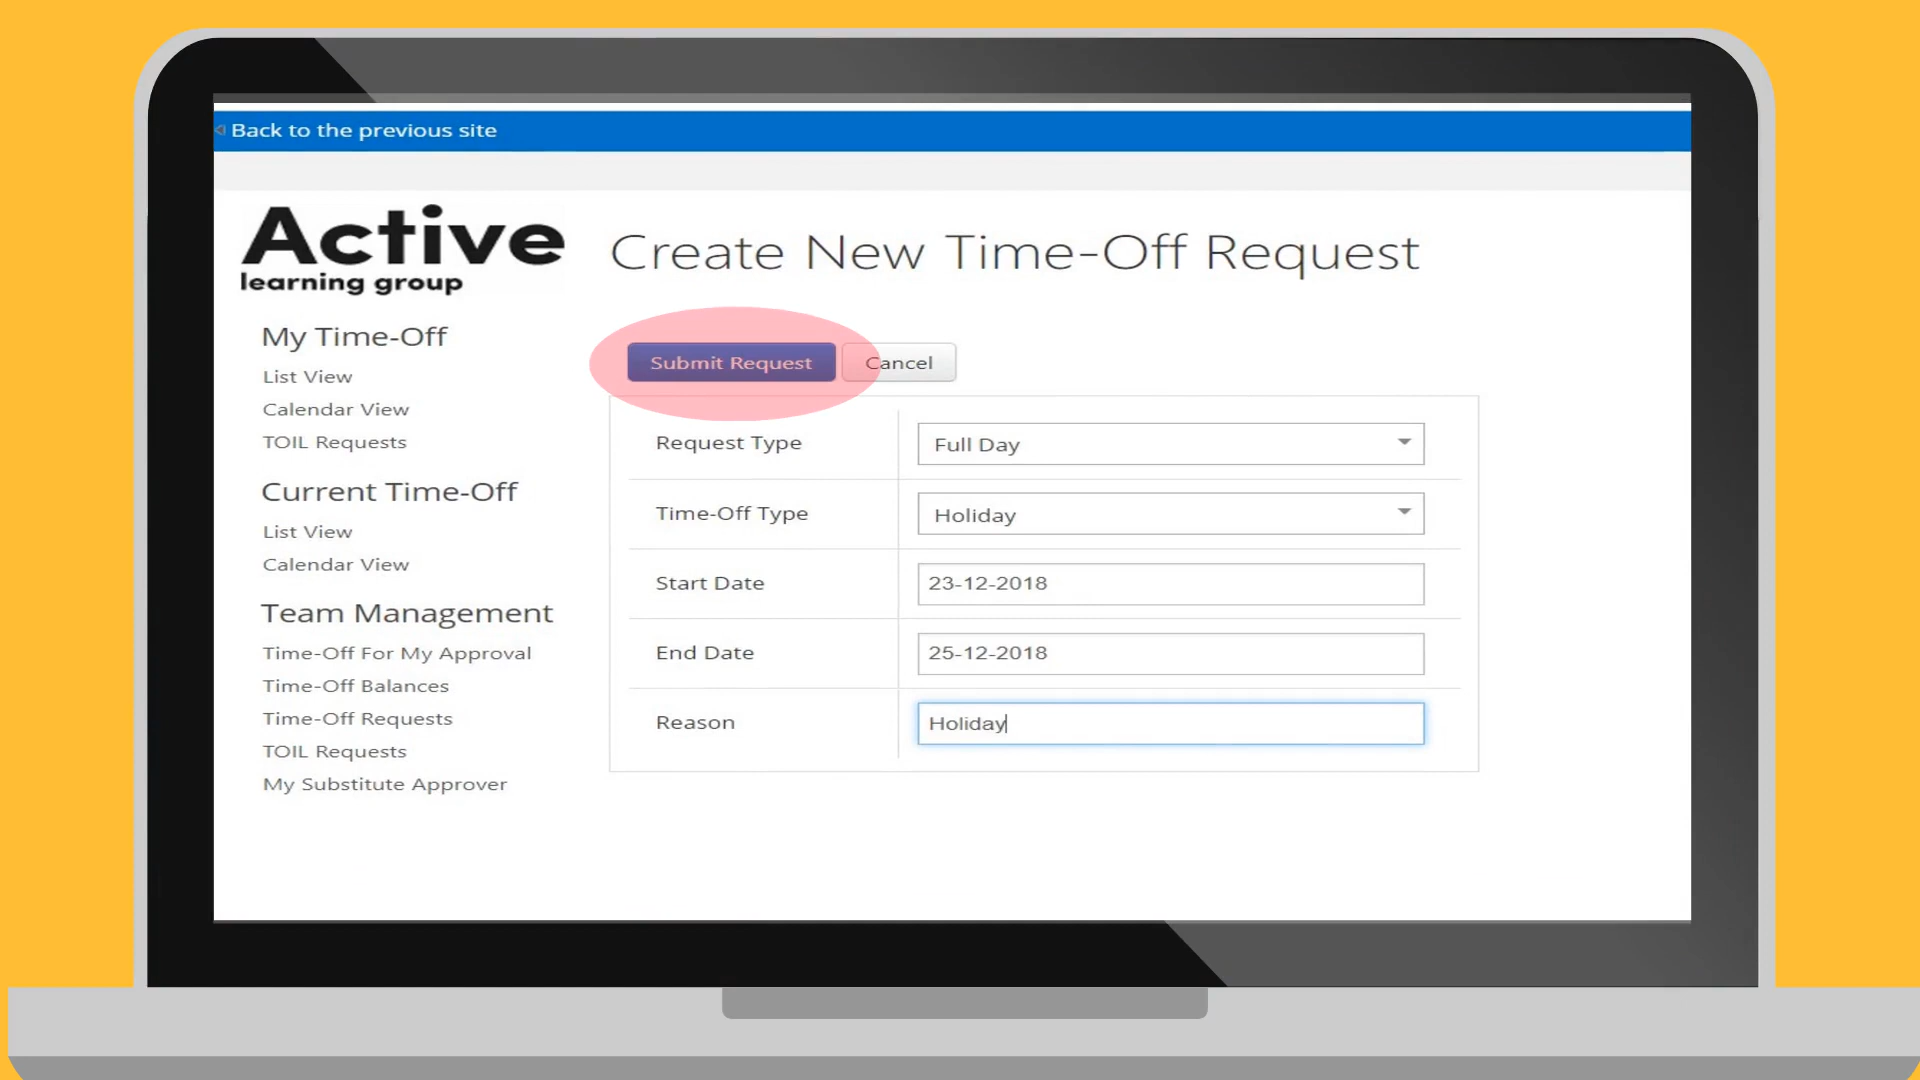 Back to the previous site
Active
learning group
Create New Time-Off Request
My Time-Off
List View
Calendar View
TOIL Requests
Current Time-Off
List View
Calendar View
Team Management
Time-Off For My Approval
Time-Off Balances
Time-Off Requests
TOIL Requests
My Substitute Approver
Submit Request Cancel
Request Type Full Day
Time-Off Type Holiday
Start Date 23-12-2018
End Date 25-12-2018
Reason Holiday